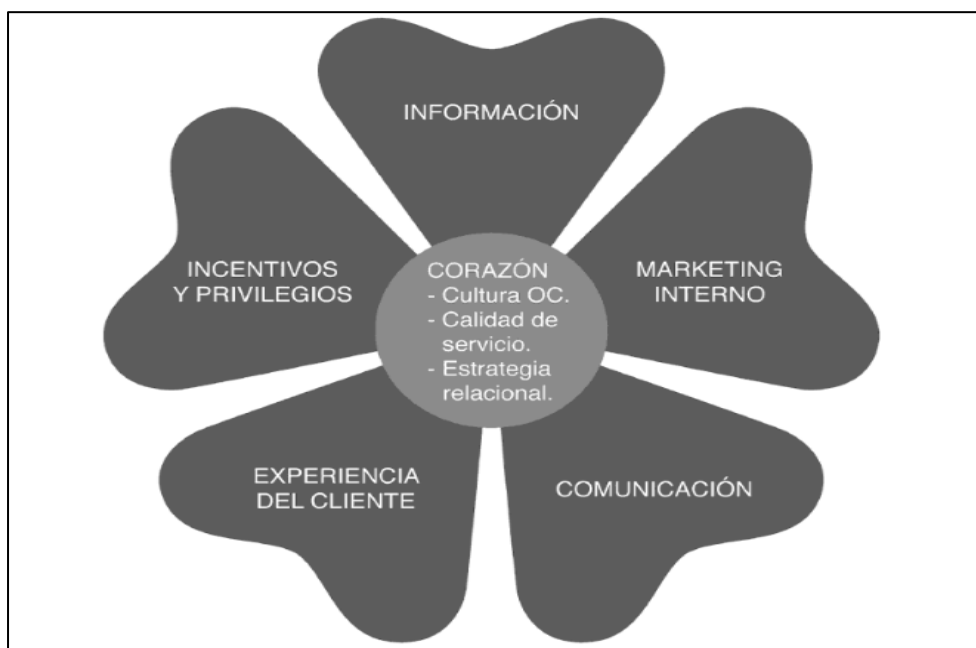 INFORMACIÓN
INCENTIVOS
Y PRIVILEGIOS
CORAZÓN
- Cultura OC.
- Calidad de
servicio.
- Estrategia
relacional.
MARKETING
INTERNO
EXPERIENCIA
DEL CLIENTE
COMUNICACIÓN